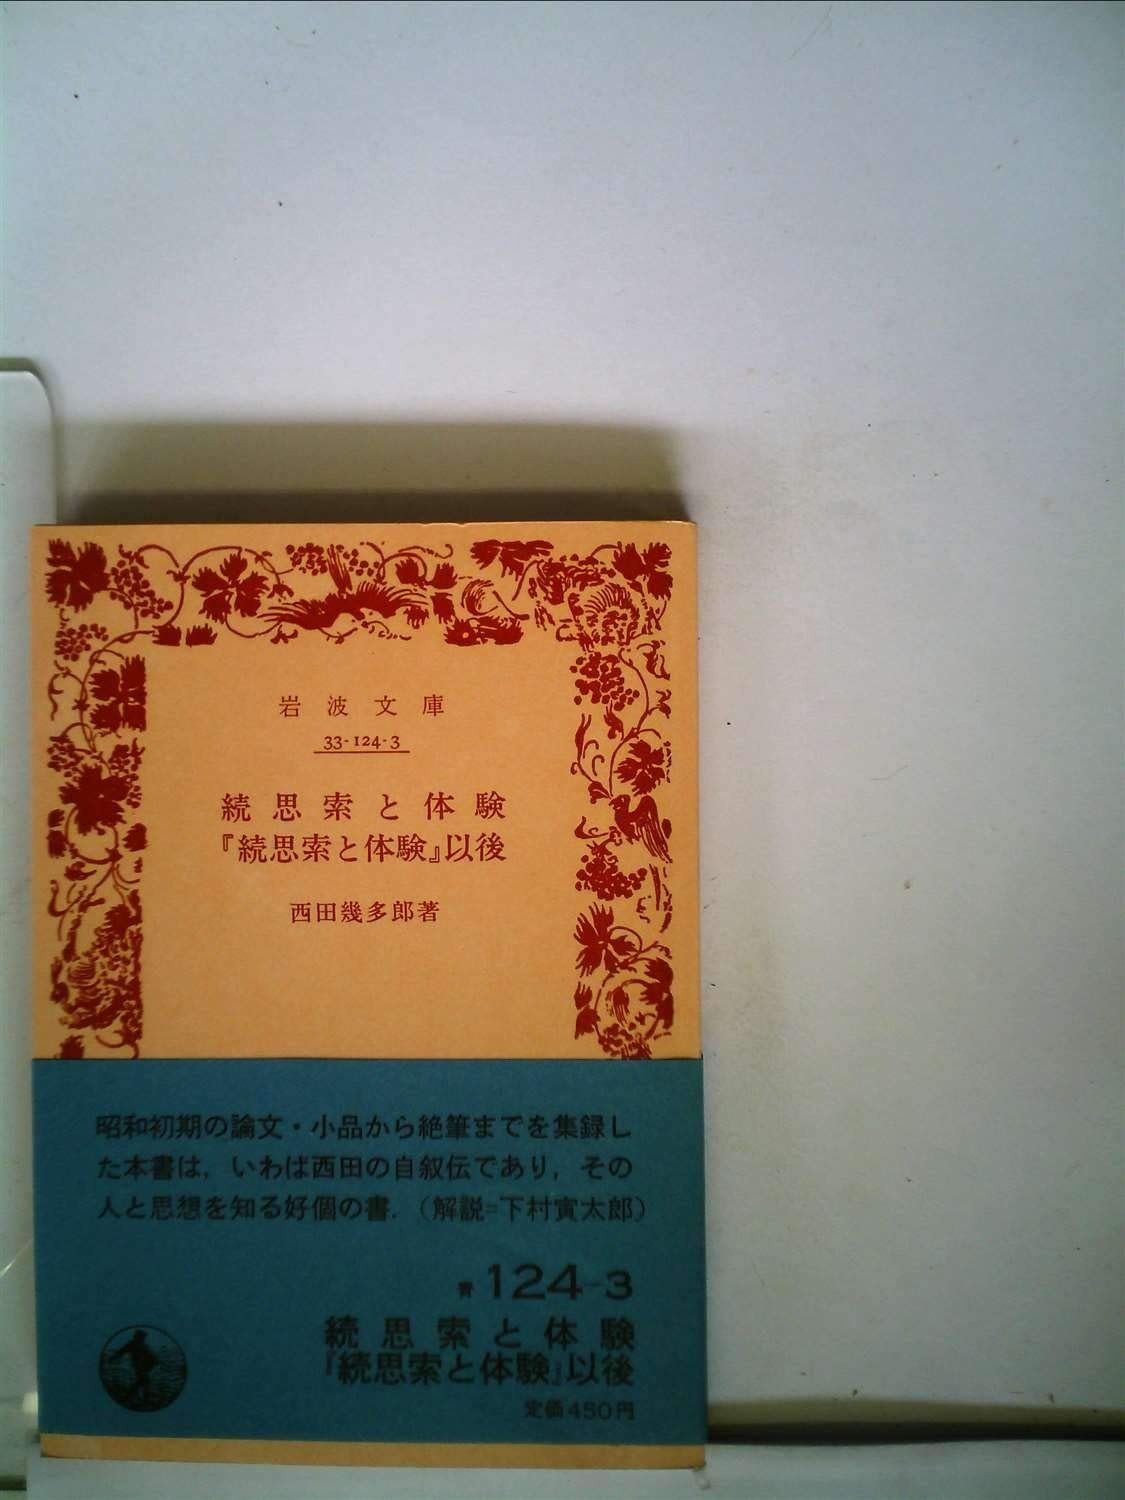 岩波文庫
33-124-3
続思索と体験
『続思索と体験』以後
西田幾多郎著
昭和初期の論文・小品から絶筆までを集録し
た本書は，いわば西田の自叙伝であり，その
人と思想を知る好個の書．（解説=下村寅太郎）
青124-3
続思索と体験
『続思索と体験』以後
定価450円